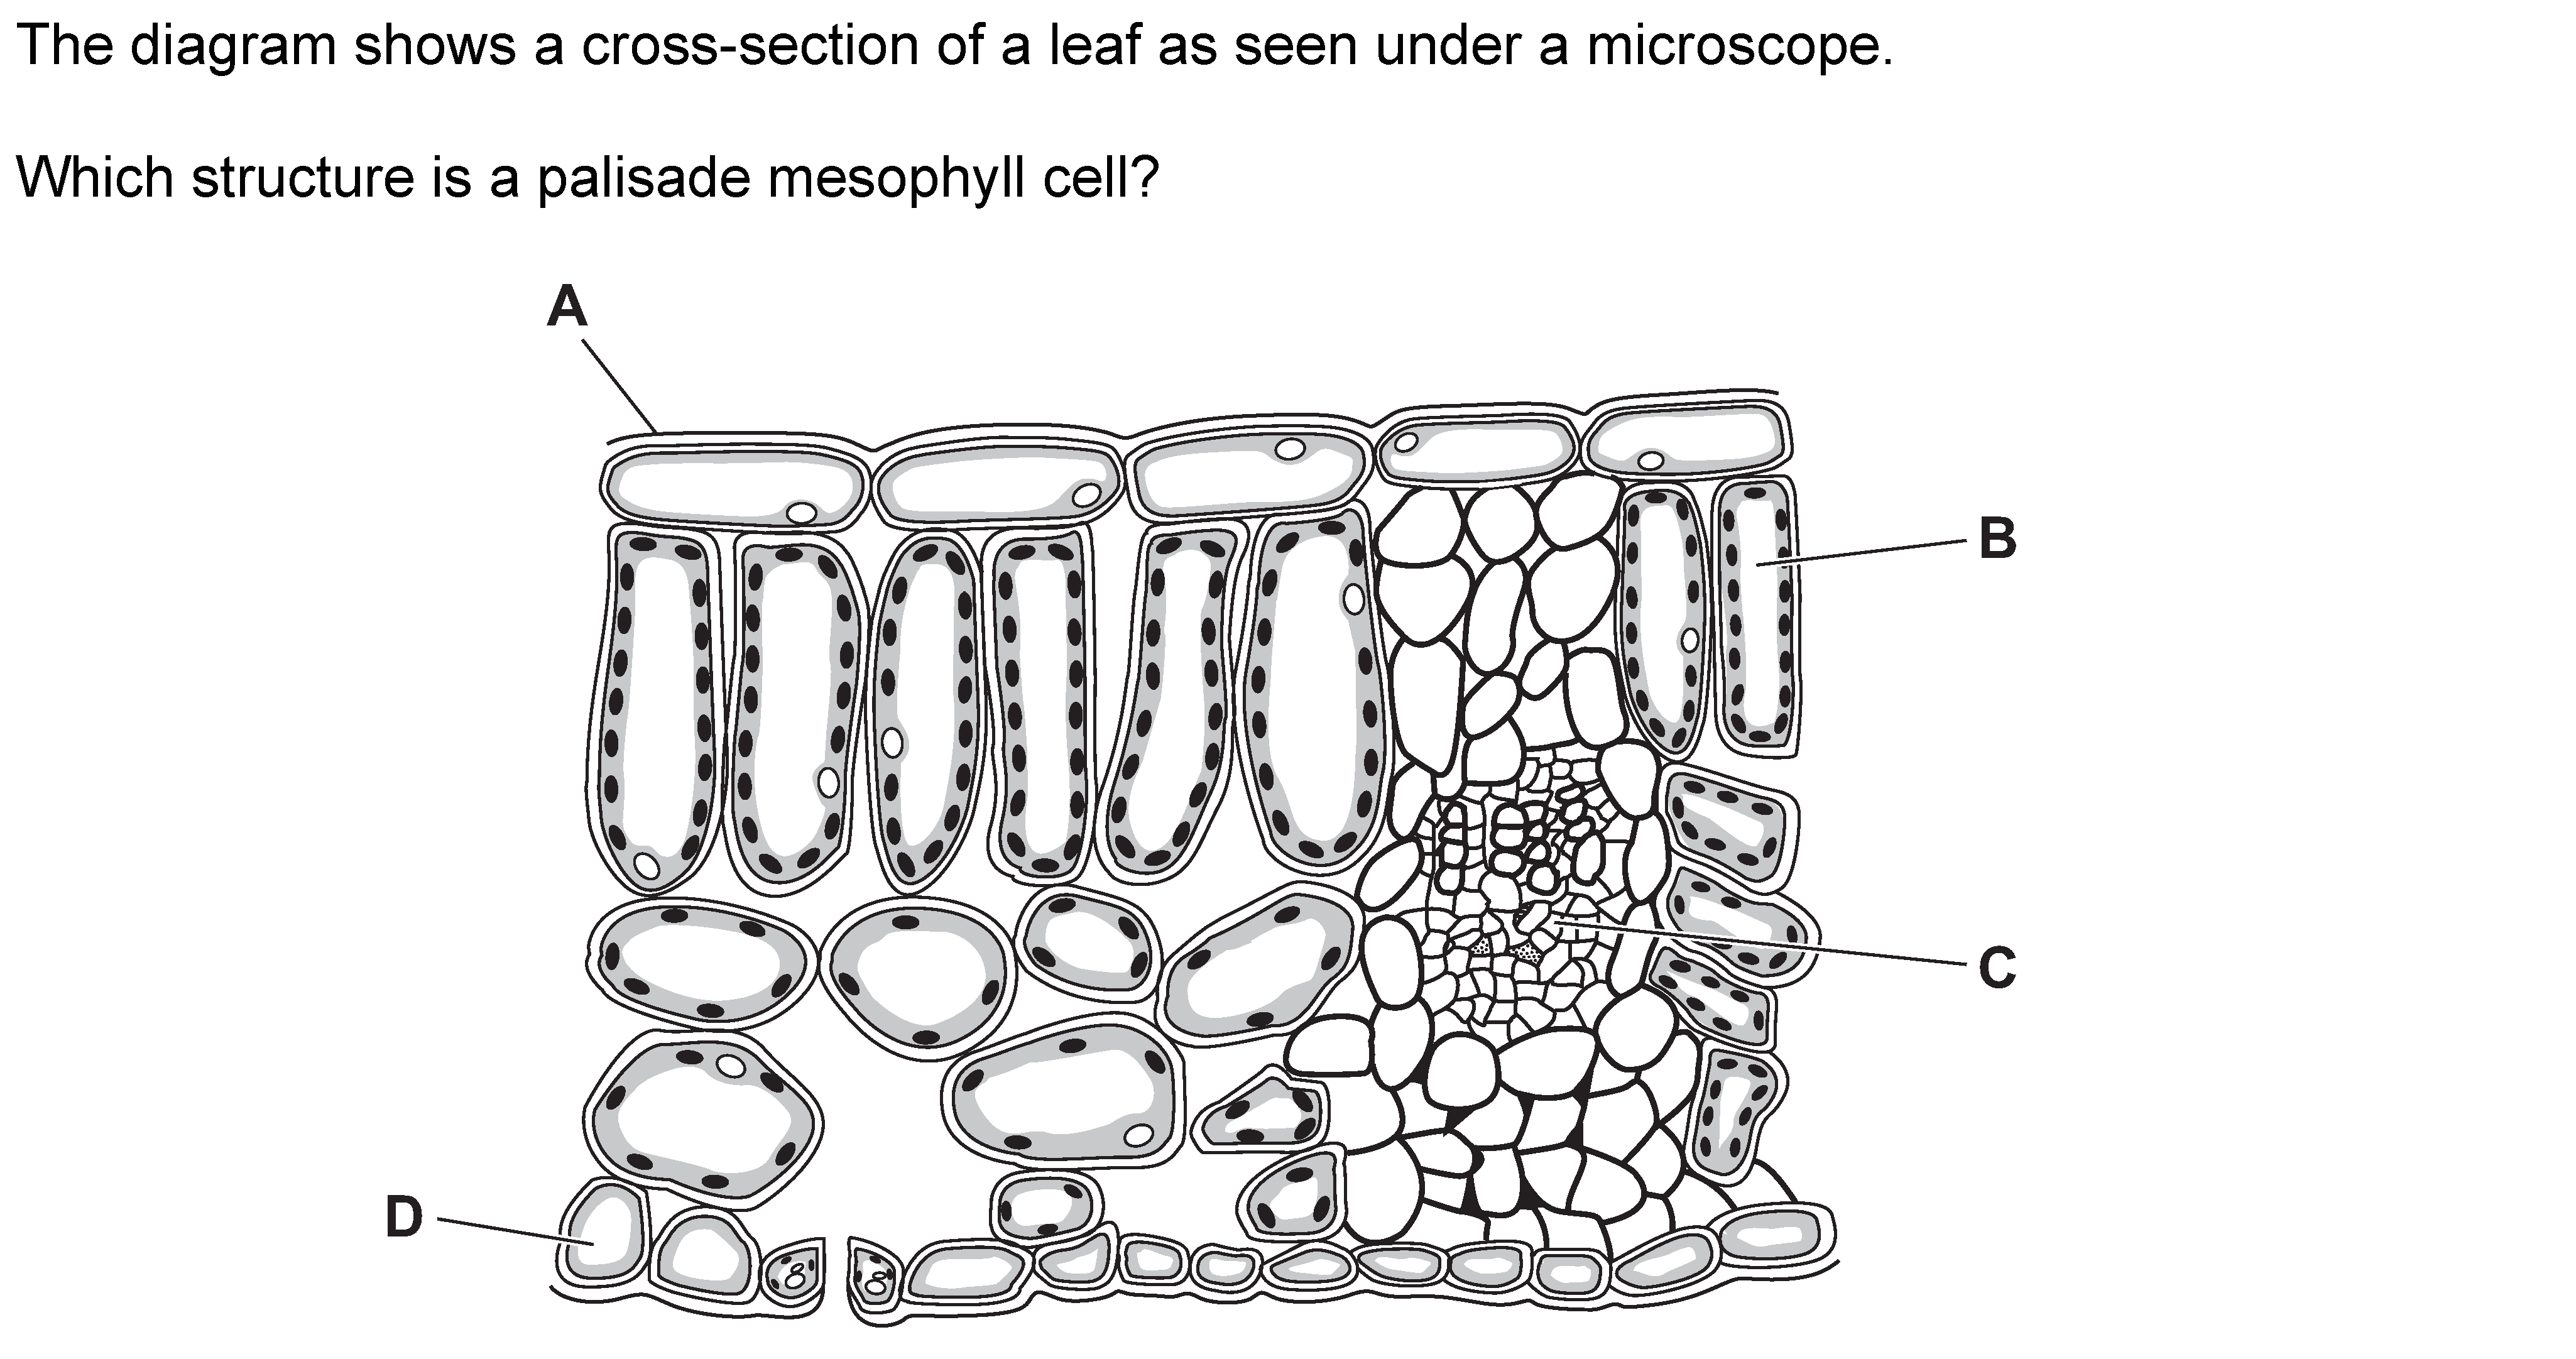 The diagram shows a cross-section of a leaf as seen under a microscope.
Which structure is a palisade mesophyll cell?
A
B
C
D